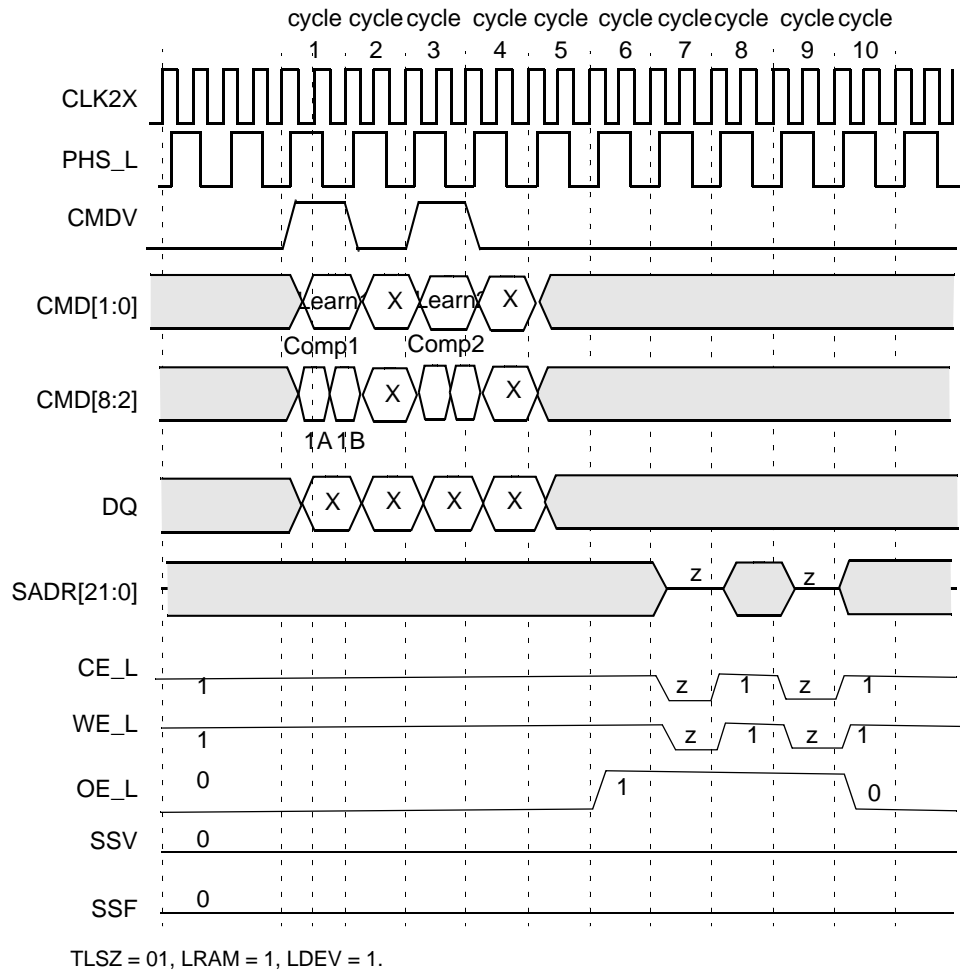 cycle cycle cycle cycle cycle cycle cycle cycle cycle cycle
1 2 3 4 5 6 7 8 9 10
CLK2X
PHS_L
CMDV
CMD[1:0] Learn1 X Learn2 X
Comp1 Comp2
CMD[8:2] X X
1A 1B
DQ X X X X
SADR[21:0] z z
CE_L 1 z 1 z 1
WE_L 1 z 1 z 1
OE_L 0 1 0
SSV 0
SSF 0
TLSZ = 01, LRAM = 1, LDEV = 1.